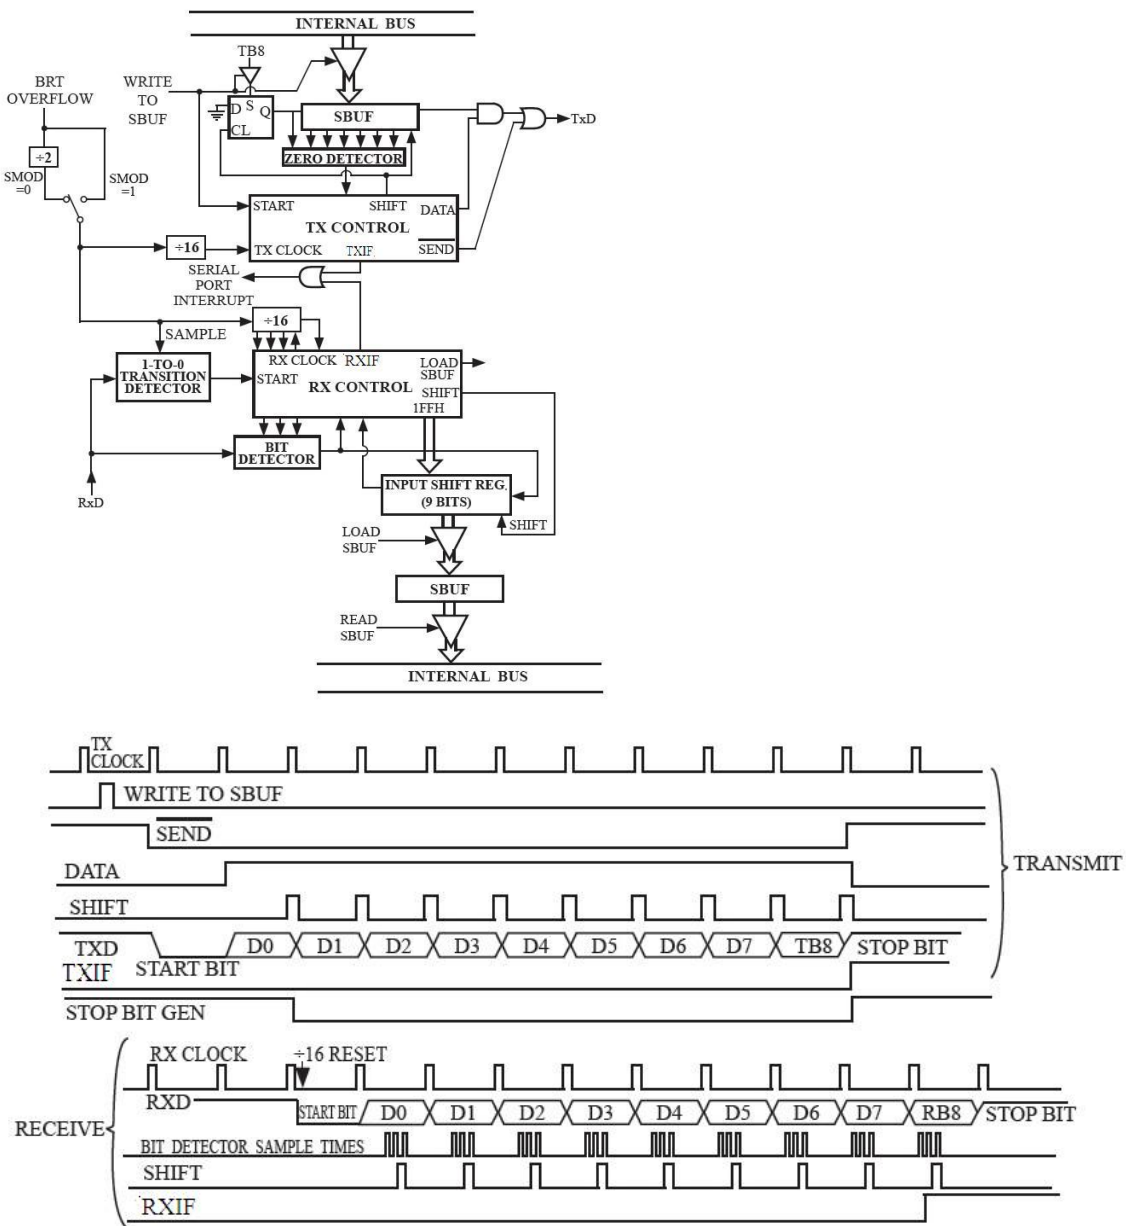 INTERNAL BUS
TB8
BRT
OVERFLOW
WRITE
TO
SBUF
D S Q
CL
SBUF
TxD
÷2
ZERO DETECTOR
SMOD
=0
SMOD
=1
START
SHIFT
DATA
TX CONTROL
÷16
TX CLOCK
TXIF
SEND
SERIAL
PORT
INTERRUPT
÷16
SAMPLE
1-TO-0
TRANSITION
DETECTOR
RX CLOCK
RXIF
LOAD
SBUF
START
RX CONTROL
SHIFT
1FFH
BIT
DETECTOR
RxD
INPUT SHIFT REG.
(9 BITS)
SHIFT
LOAD
SBUF
SBUF
READ
SBUF
INTERNAL BUS
TX
CLOCK
WRITE TO SBUF
SEND
DATA
TRANSMIT
SHIFT
TXD
D0 D1 D2 D3 D4 D5 D6 D7 TB8 STOP BIT
START BIT
TXIF
STOP BIT GEN
RX CLOCK
÷16 RESET
RXD
START BIT D0 D1 D2 D3 D4 D5 D6 D7 RB8 STOP BIT
RECEIVE
BIT DETECTOR SAMPLE TIMES
SHIFT
RXIF